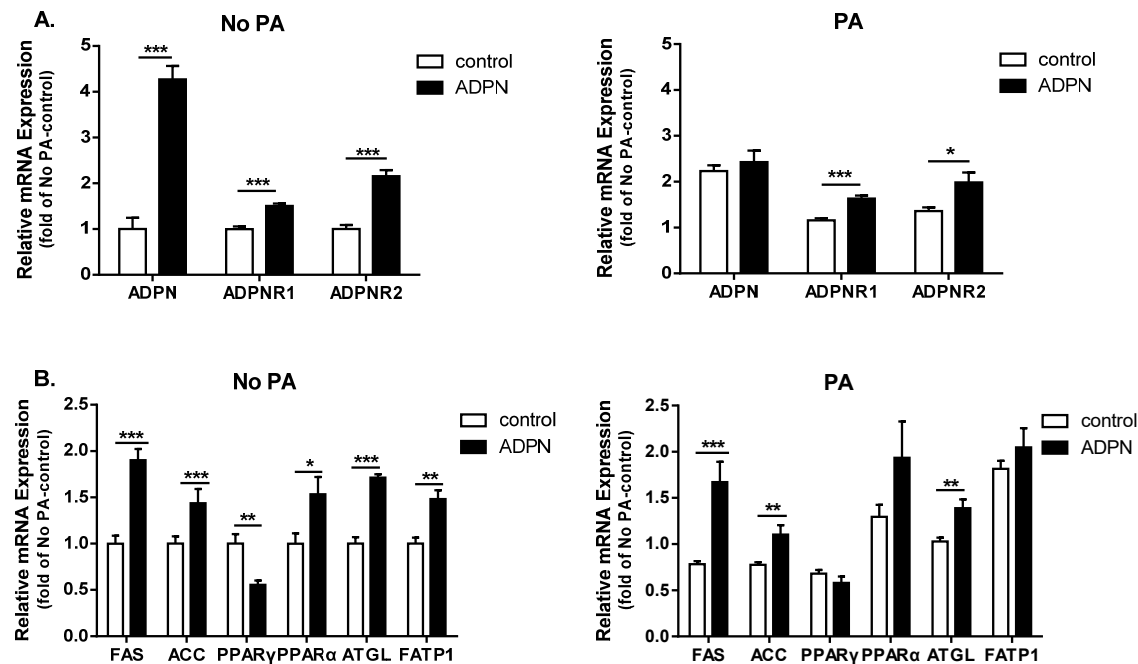 A.
No PA
Relative mRNA Expression
(fold of No PA-control)
5
4
3
2
1
0
***
***
***
ADPN
ADPNR1
ADPNR2
control
ADPN
PA
Relative mRNA Expression
(fold of No PA-control)
5
4
3
2
1
0
***
*
ADPN
ADPNR1
ADPNR2
control
ADPN
B.
No PA
Relative mRNA Expression
(fold of No PA-control)
2.5
2.0
1.5
1.0
0.5
0.0
***
***
**
*
***
**
FAS
ACC
PPARγ
PPARα
ATGL
FATP1
control
ADPN
PA
Relative mRNA Expression
(fold of No PA-control)
2.5
2.0
1.5
1.0
0.5
0.0
***
**
**
FAS
ACC
PPARγ
PPARα
ATGL
FATP1
control
ADPN